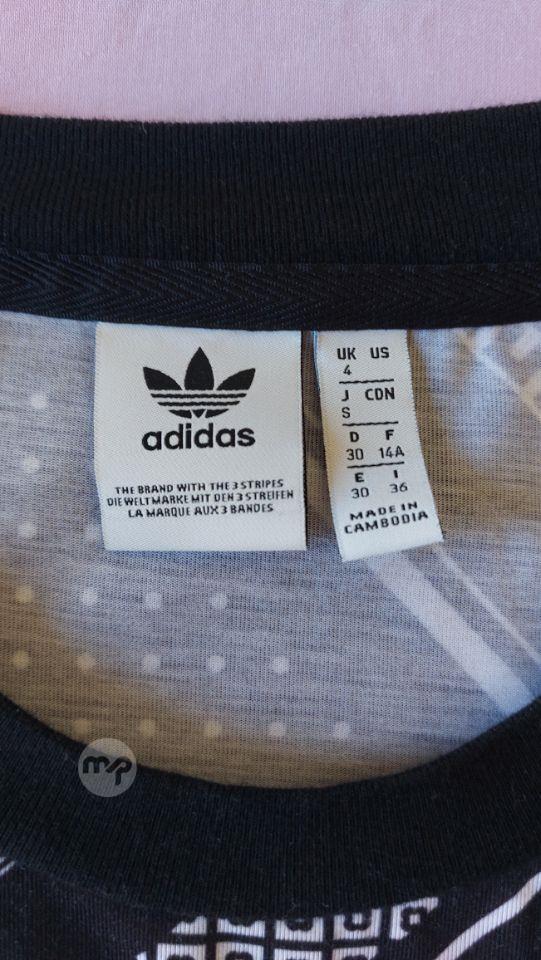 adidas
THE BRAND WITH THE 3 STRIPES
DIE WELTMARKE MIT DEN 3 STREIFEN
LA MARQUE AUX 3 BANDES
UK US
4
J CDN
S
D F
30 14A
E I
30 36
MADE IN
CAMBODIA
mp